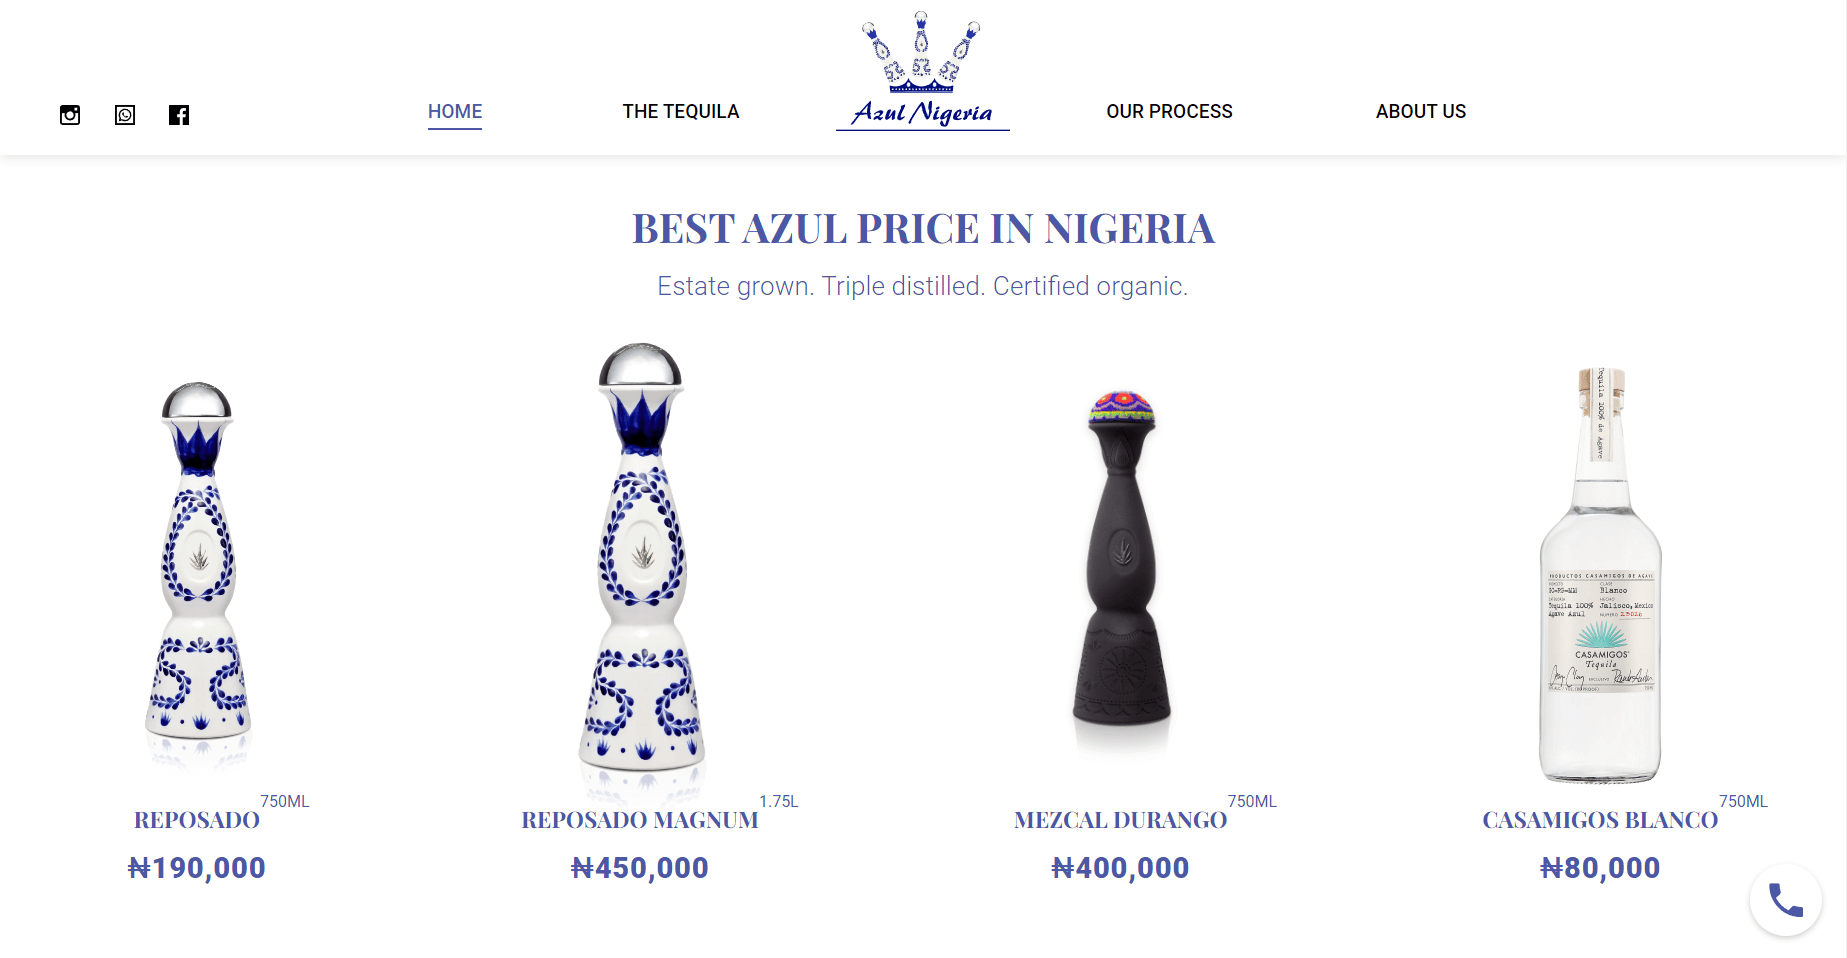 HOME
THE TEQUILA
Azul Nigeria
OUR PROCESS
ABOUT US
BEST AZUL PRICE IN NIGERIA
Estate grown. Triple distilled. Certified organic.
Tequila 100% de Agave
PRODUCTOS CASAMIGOS DE AGAVE
Blanco
Tequila 100% Jalisco, Mexico
Agave Azul
CASAMIGOS
Tequila
REPOSADO 750ML
₦190,000
REPOSADO MAGNUM 1.75L
₦450,000
MEZCAL DURANGO 750ML
₦400,000
CASAMIGOS BLANCO 750ML
₦80,000